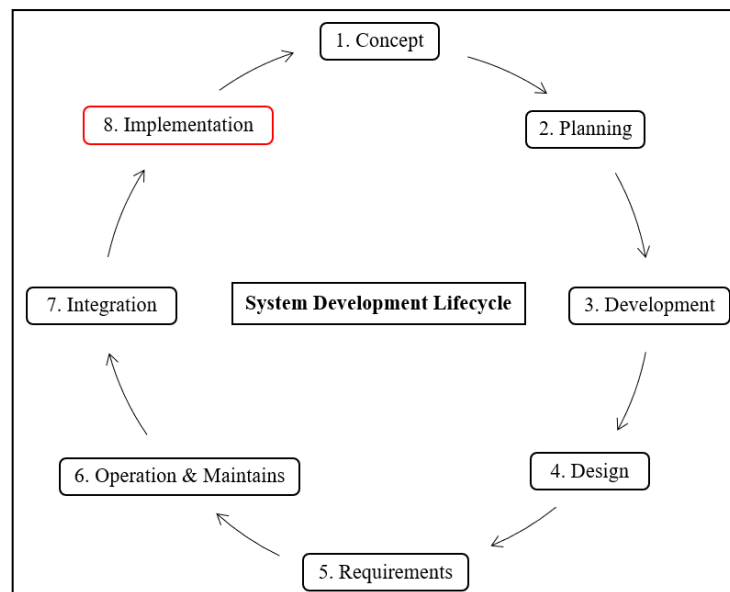 1. Concept
2. Planning
3. Development
4. Design
5. Requirements
6. Operation & Maintains
7. Integration
8. Implementation
System Development Lifecycle